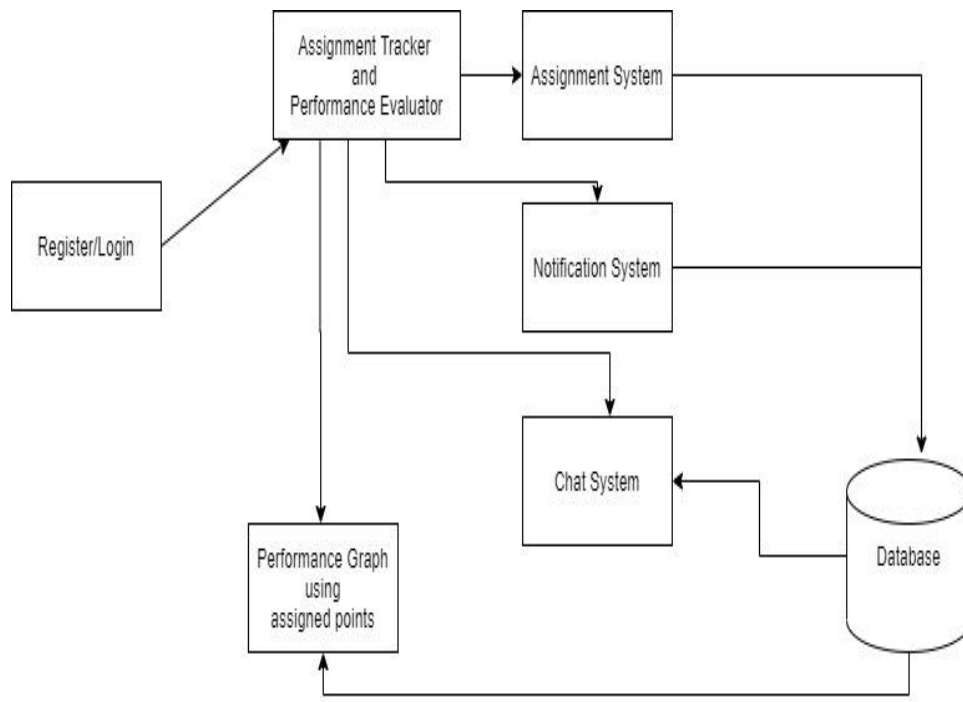 Assignment Tracker
and
Performance Evaluator
Assignment System
Register/Login
Notification System
Chat System
Database
Performance Graph
using
assigned points